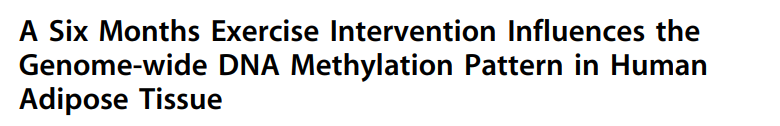 A Six Months Exercise Intervention Influences the
Genome-wide DNA Methylation Pattern in Human
Adipose Tissue